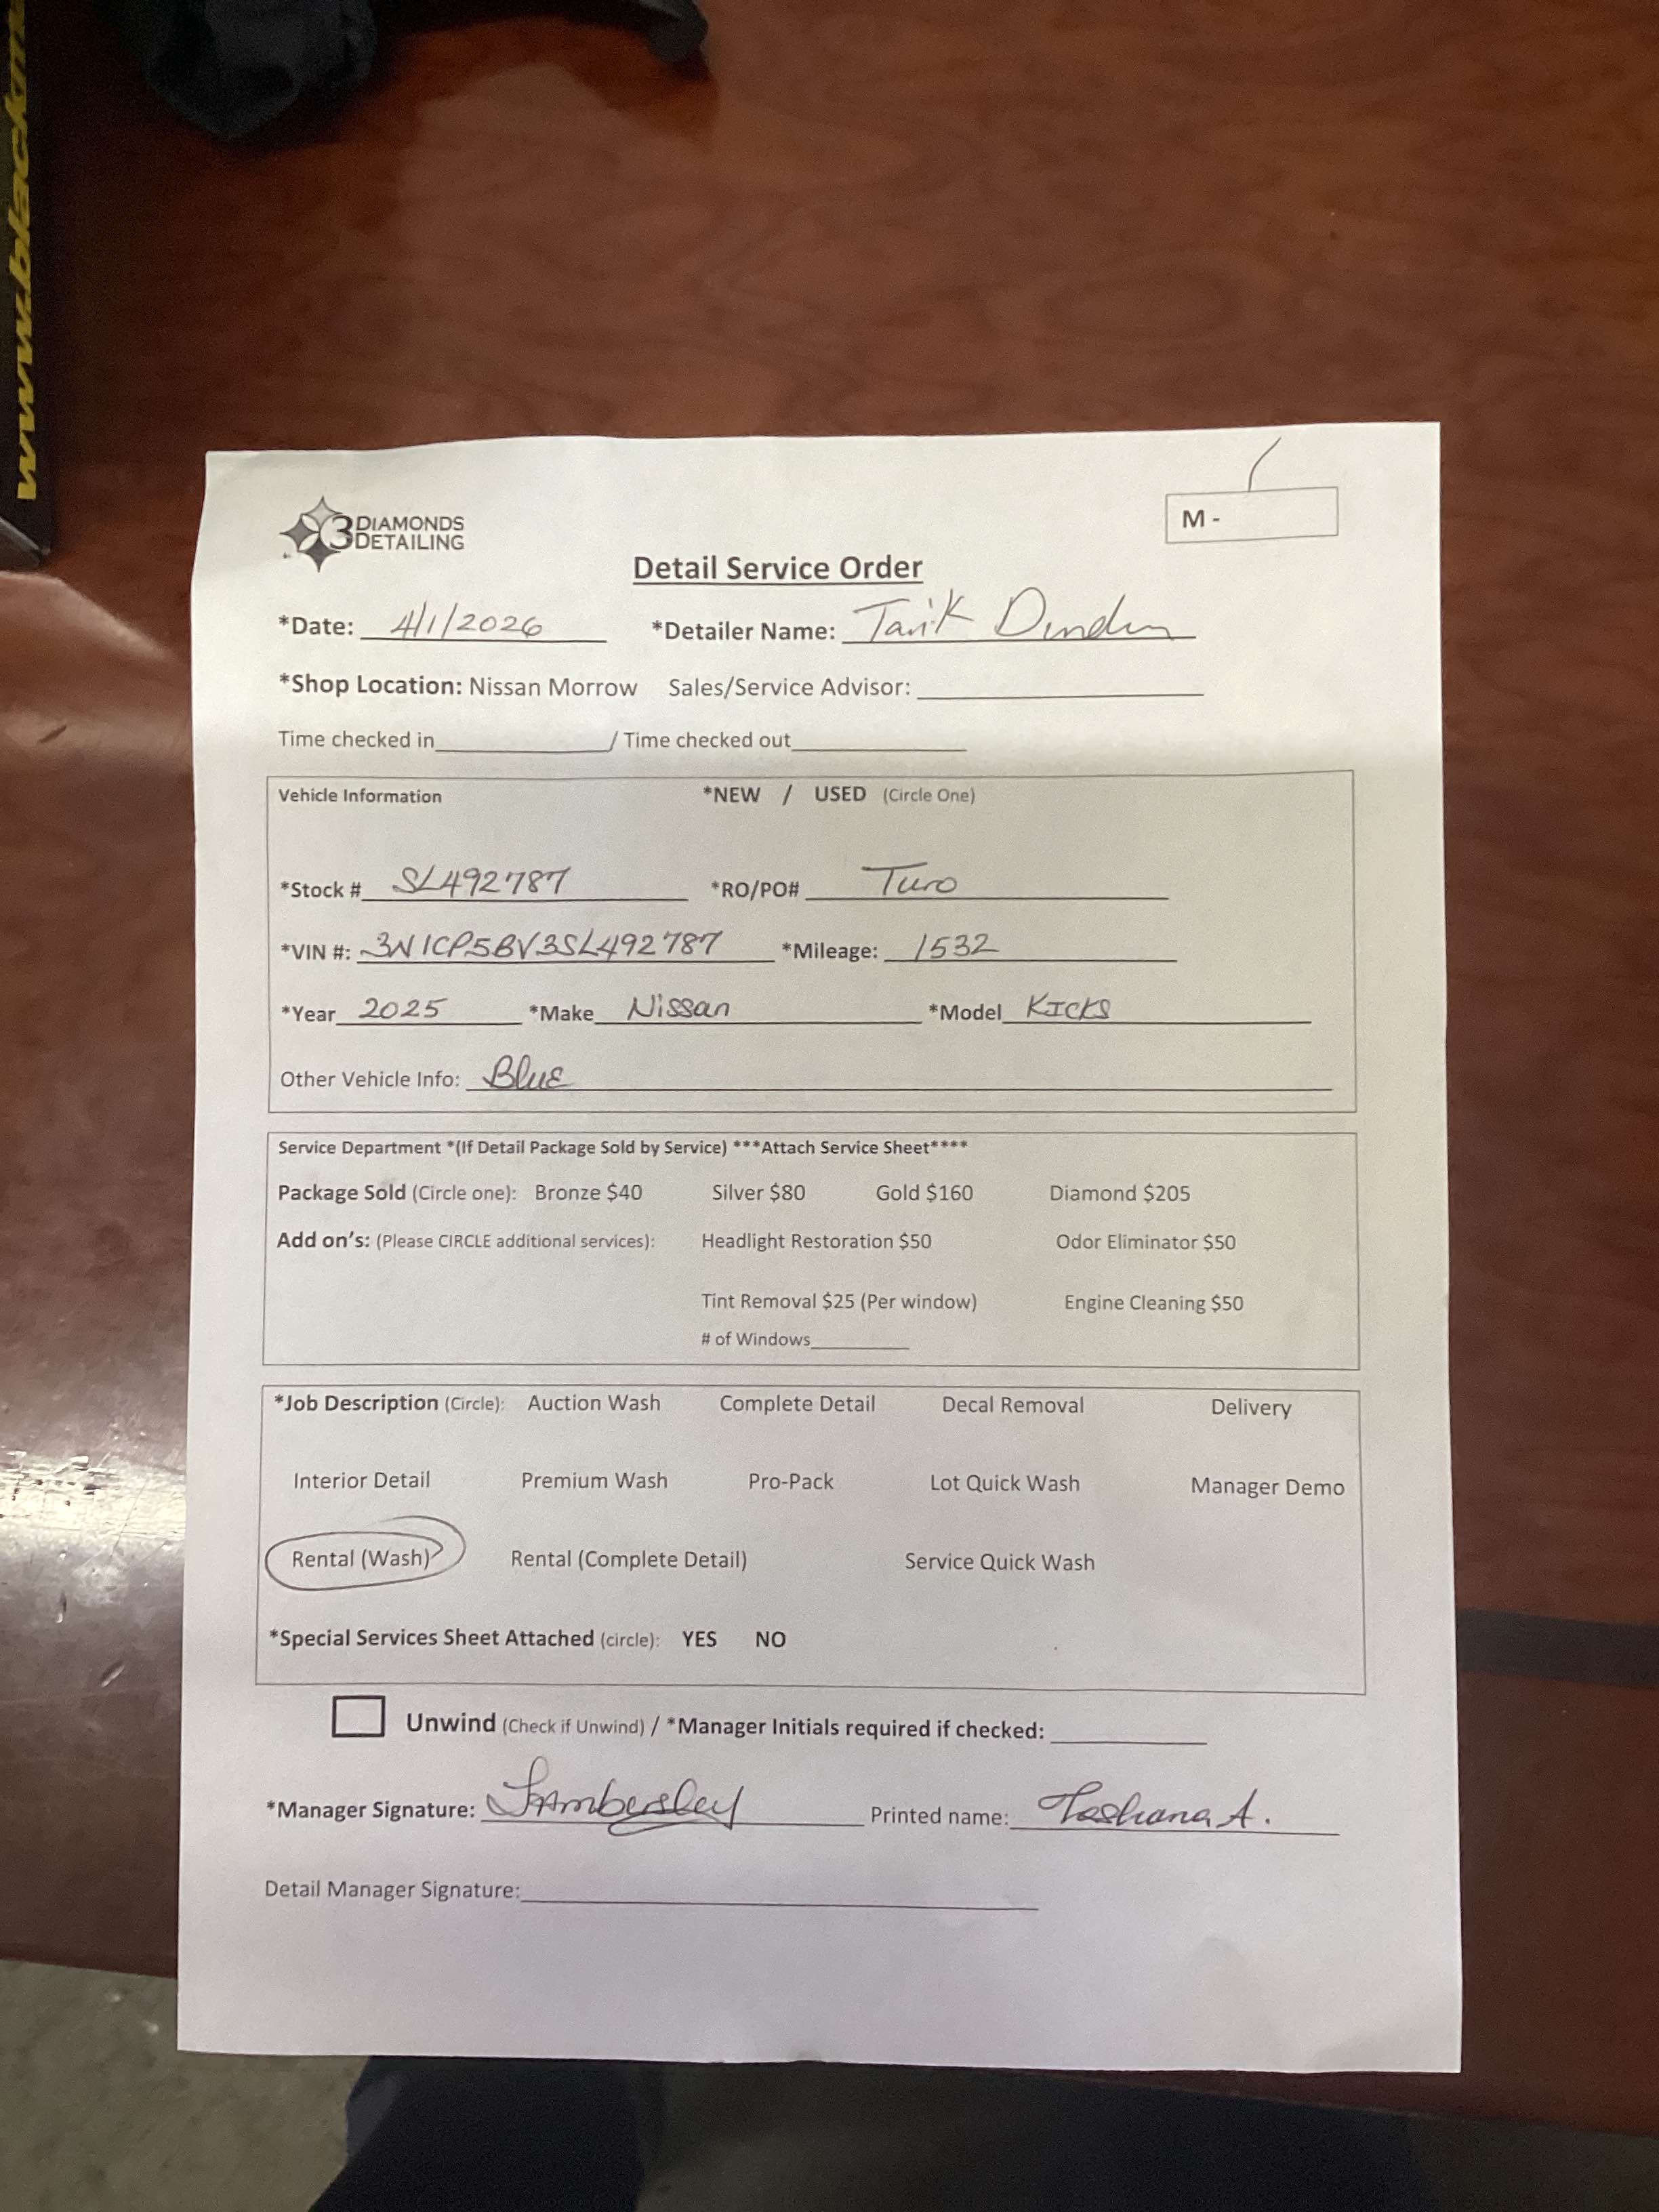 www.blackm
3 DIAMONDS DETAILING
M -
Detail Service Order
*Date: 4/1/2026 *Detailer Name: Tarik
*Shop Location: Nissan Morrow Sales/Service Advisor:
Time checked in / Time checked out
Vehicle Information *NEW / USED (Circle One)
*Stock # SL492787 *RO/PO# Turo
*VIN #: 3N1CP5BV3SL492787 *Mileage: 1532
*Year 2025 *Make Nissan *Model KICKS
Other Vehicle Info: Blue
Service Department *(If Detail Package Sold by Service) ***Attach Service Sheet****
Package Sold (Circle one): Bronze $40 Silver $80 Gold $160 Diamond $205
Add on's: (Please CIRCLE additional services): Headlight Restoration $50 Odor Eliminator $50
Tint Removal $25 (Per window) Engine Cleaning $50
# of Windows
*Job Description (Circle): Auction Wash Complete Detail Decal Removal Delivery
Interior Detail Premium Wash Pro-Pack Lot Quick Wash Manager Demo
Rental (Wash) Rental (Complete Detail) Service Quick Wash
*Special Services Sheet Attached (circle): YES NO
Unwind (Check if Unwind) / *Manager Initials required if checked:
*Manager Signature: Printed name: Tashana A.
Detail Manager Signature: